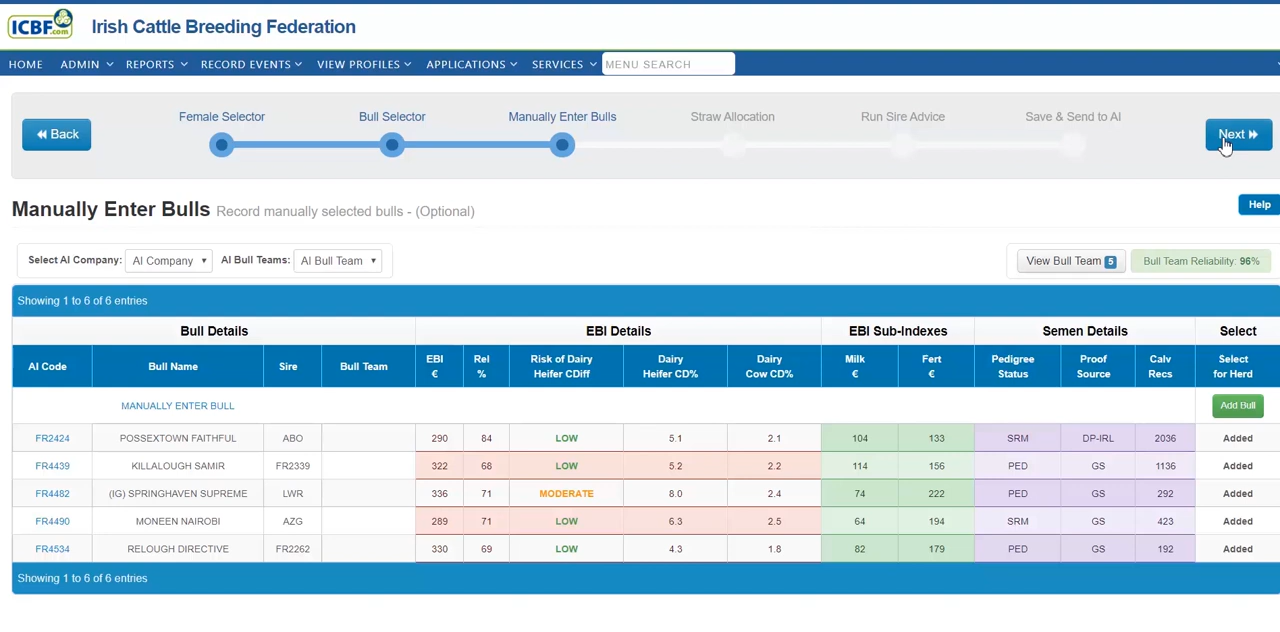 ICBF.com Irish Cattle Breeding Federation
HOME ADMIN REPORTS RECORD EVENTS VIEW PROFILES APPLICATIONS SERVICES MENU SEARCH
Female Selector Bull Selector Manually Enter Bulls Straw Allocation Run Sire Advice Save & Send to AI
Back Next
Manually Enter Bulls Record manually selected bulls - (Optional) Help
Select AI Company: AI Company AI Bull Teams: AI Bull Team View Bull Team 5 Bull Team Reliability: 96%
Showing 1 to 6 of 6 entries
Bull Details EBI Details EBI Sub-Indexes Semen Details Select
AI Code Bull Name Sire Bull Team EBI € Rel % Risk of Dairy Heifer CDiff Dairy Heifer CD% Dairy Cow CD% Milk € Fert € Pedigree Status Proof Source Calv Recs Select for Herd
MANUALLY ENTER BULL Add Bull
FR2424 POSSEXTOWN FAITHFUL ABO 290 84 LOW 5.1 2.1 104 133 SRM DP-IRL 2036 Added
FR4439 KILLALOUGH SAMIR FR2339 322 68 LOW 5.2 2.2 114 156 PED GS 1136 Added
FR4482 (IG) SPRINGHAVEN SUPREME LWR 336 71 MODERATE 8.0 2.4 74 222 PED GS 292 Added
FR4490 MONEEN NAIROBI AZG 289 71 LOW 6.3 2.5 64 194 SRM GS 423 Added
FR4534 RELOUGH DIRECTIVE FR2262 330 69 LOW 4.3 1.8 82 179 PED GS 192 Added
Showing 1 to 6 of 6 entries